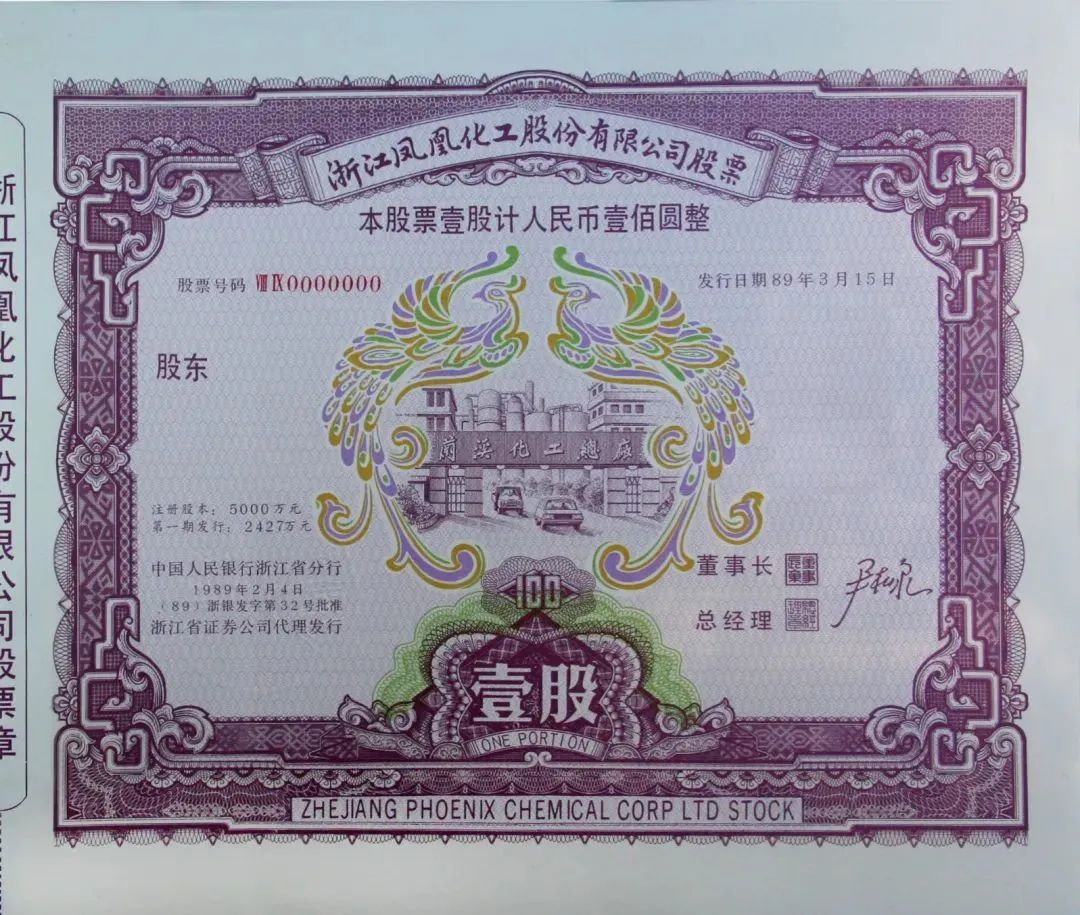 浙江凤凰化工股份有限公司股票
本股票壹股计人民币壹佰圆整
股票号码 Ⅷ Ⅸ 0000000
发行日期89年3月15日
股东
蘭溪化工總廠
注册股本：5000万元
第一期发行：2427万元
中国人民银行浙江省分行
1989年2月4日
（89）浙银发字第32号批准
浙江省证券公司代理发行
董事长
总经理
100
壹股
ONE PORTION
ZHEJIANG PHOENIX CHEMICAL CORP LTD STOCK
浙江凤凰化工股份有限公司股票章